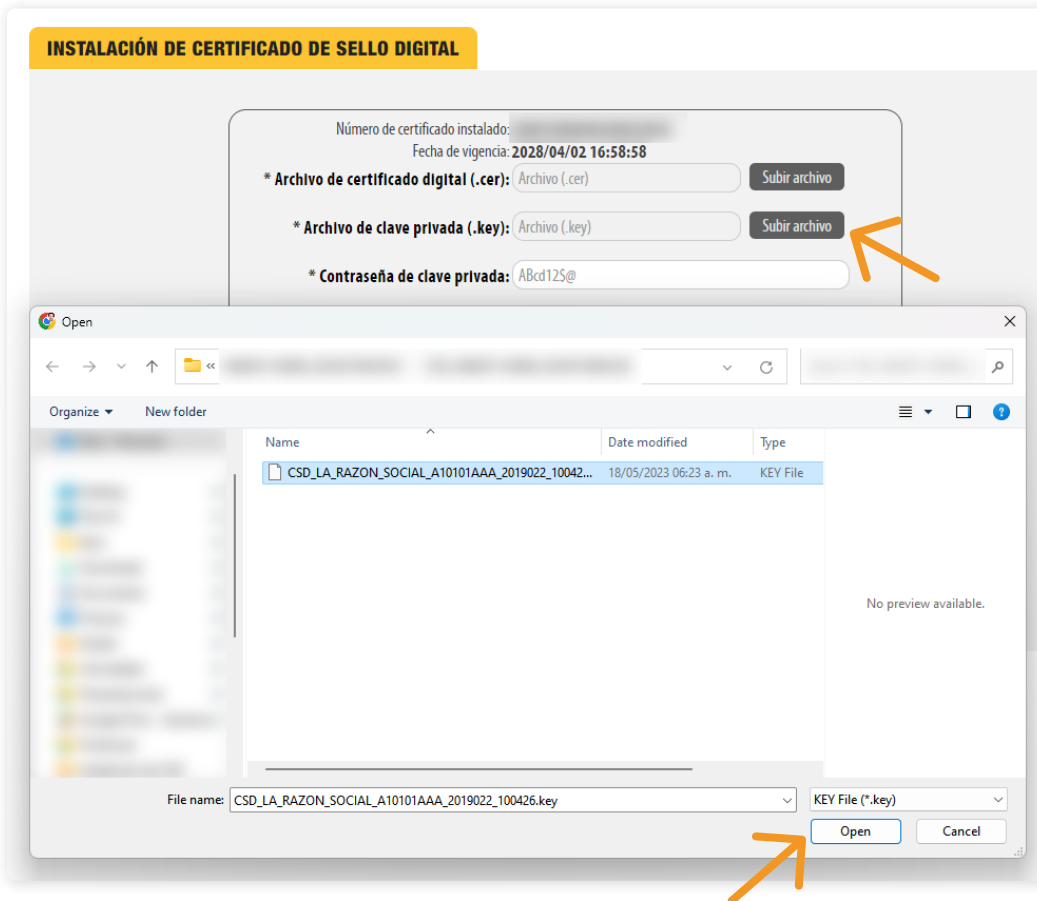 INSTALACIÓN DE CERTIFICADO DE SELLO DIGITAL
Número de certificado instalado:
Fecha de vigencia: 2028/04/02 16:58:58
* Archivo de certificado digital (.cer): Archivo (.cer) Subir archivo
* Archivo de clave privada (.key): Archivo (.key) Subir archivo
* Contraseña de clave privada: ABcd12$@
Open
«
Organize New folder
Name Date modified Type
CSD_LA_RAZON_SOCIAL_A10101AAA_2019022_10042... 18/05/2023 06:23 a. m. KEY File
No preview available.
File name: CSD_LA_RAZON_SOCIAL_A10101AAA_2019022_100426.key KEY File (*.key)
Open Cancel